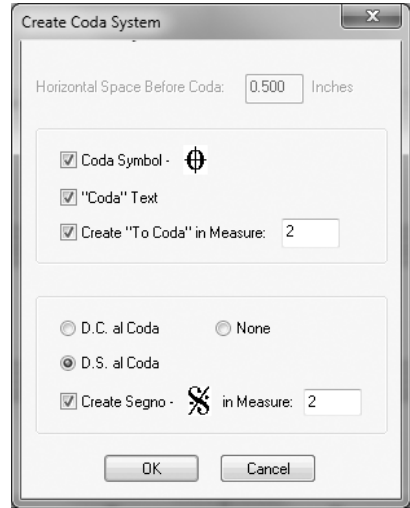 Create Coda System
x
Horizontal Space Before Coda: 0.500 Inches
Coda Symbol -
"Coda" Text
Create "To Coda" in Measure: 2
D.C. al Coda None
D.S. al Coda
Create Segno - in Measure: 2
OK Cancel